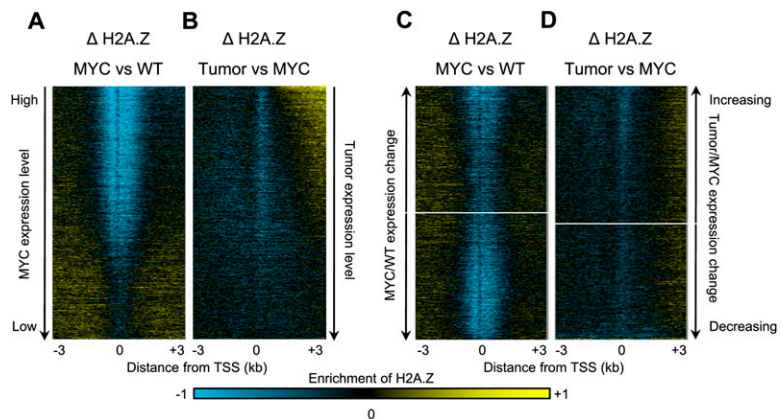 A
B
C
D
Δ H2A.Z
Δ H2A.Z
Δ H2A.Z
Δ H2A.Z
MYC vs WT
Tumor vs MYC
MYC vs WT
Tumor vs MYC
High
Low
MYC expression level
Tumor expression level
MYC/WT expression change
Increasing
Decreasing
Tumor/MYC expression change
-3
0
+3
-3
0
+3
-3
0
+3
-3
0
+3
Distance from TSS (kb)
Distance from TSS (kb)
Enrichment of H2A.Z
-1
+1
0